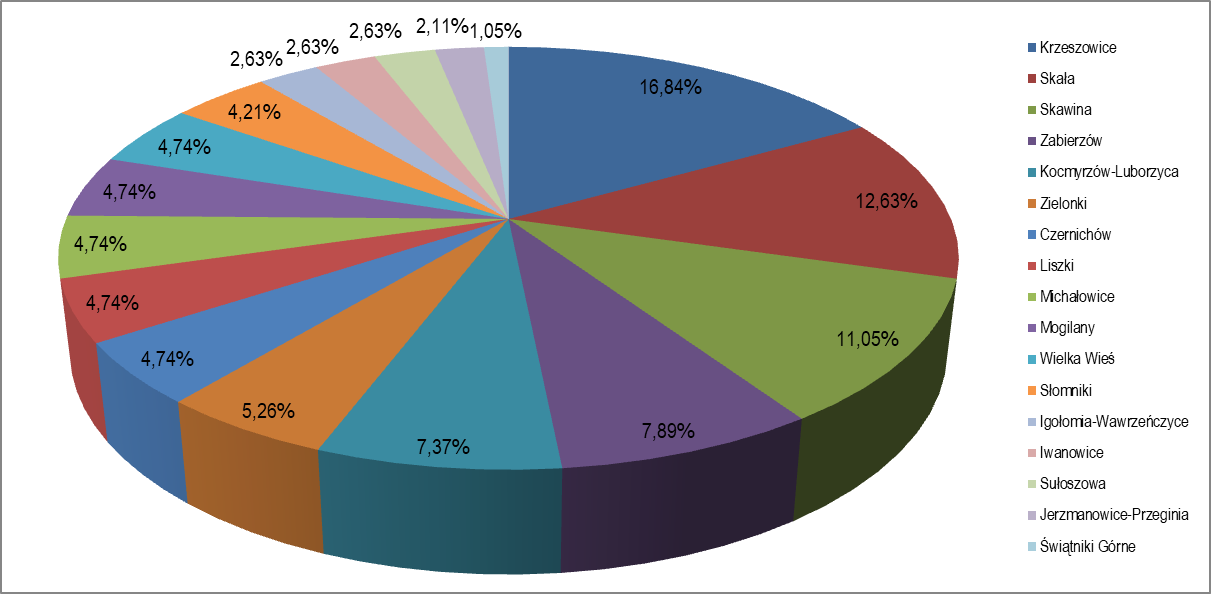 16,84%
12,63%
11,05%
7,89%
7,37%
5,26%
4,74%
4,74%
4,74%
4,74%
4,74%
4,21%
2,63%
2,63%
2,63%
2,11%
1,05%
Krzeszowice
Skała
Skawina
Zabierzów
Kocmyrzów-Luborzyca
Zielonki
Czernichów
Liszki
Michałowice
Mogilany
Wielka Wieś
Słomniki
Igołomia-Wawrzeńczyce
Iwanowice
Sułoszowa
Jerzmanowice-Przeginia
Świątniki Górne